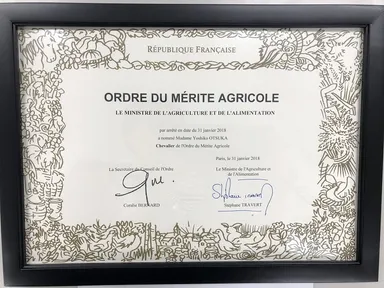 RÉPUBLIQUE FRANÇAISE
ORDRE DU MÉRITE AGRICOLE
LE MINISTRE DE L'AGRICULTURE ET DE L'ALIMENTATION
par arrêté en date du 31 janvier 2018
a nommé Madame Yoshiko OTSUKA
Chevalier de l'Ordre du Mérite Agricole
Paris, le 31 janvier 2018
La Secrétaire du Conseil de l'Ordre
Le Ministre de l'Agriculture et
de l'Alimentation
Coralie BERNARD
Stéphane TRAVERT